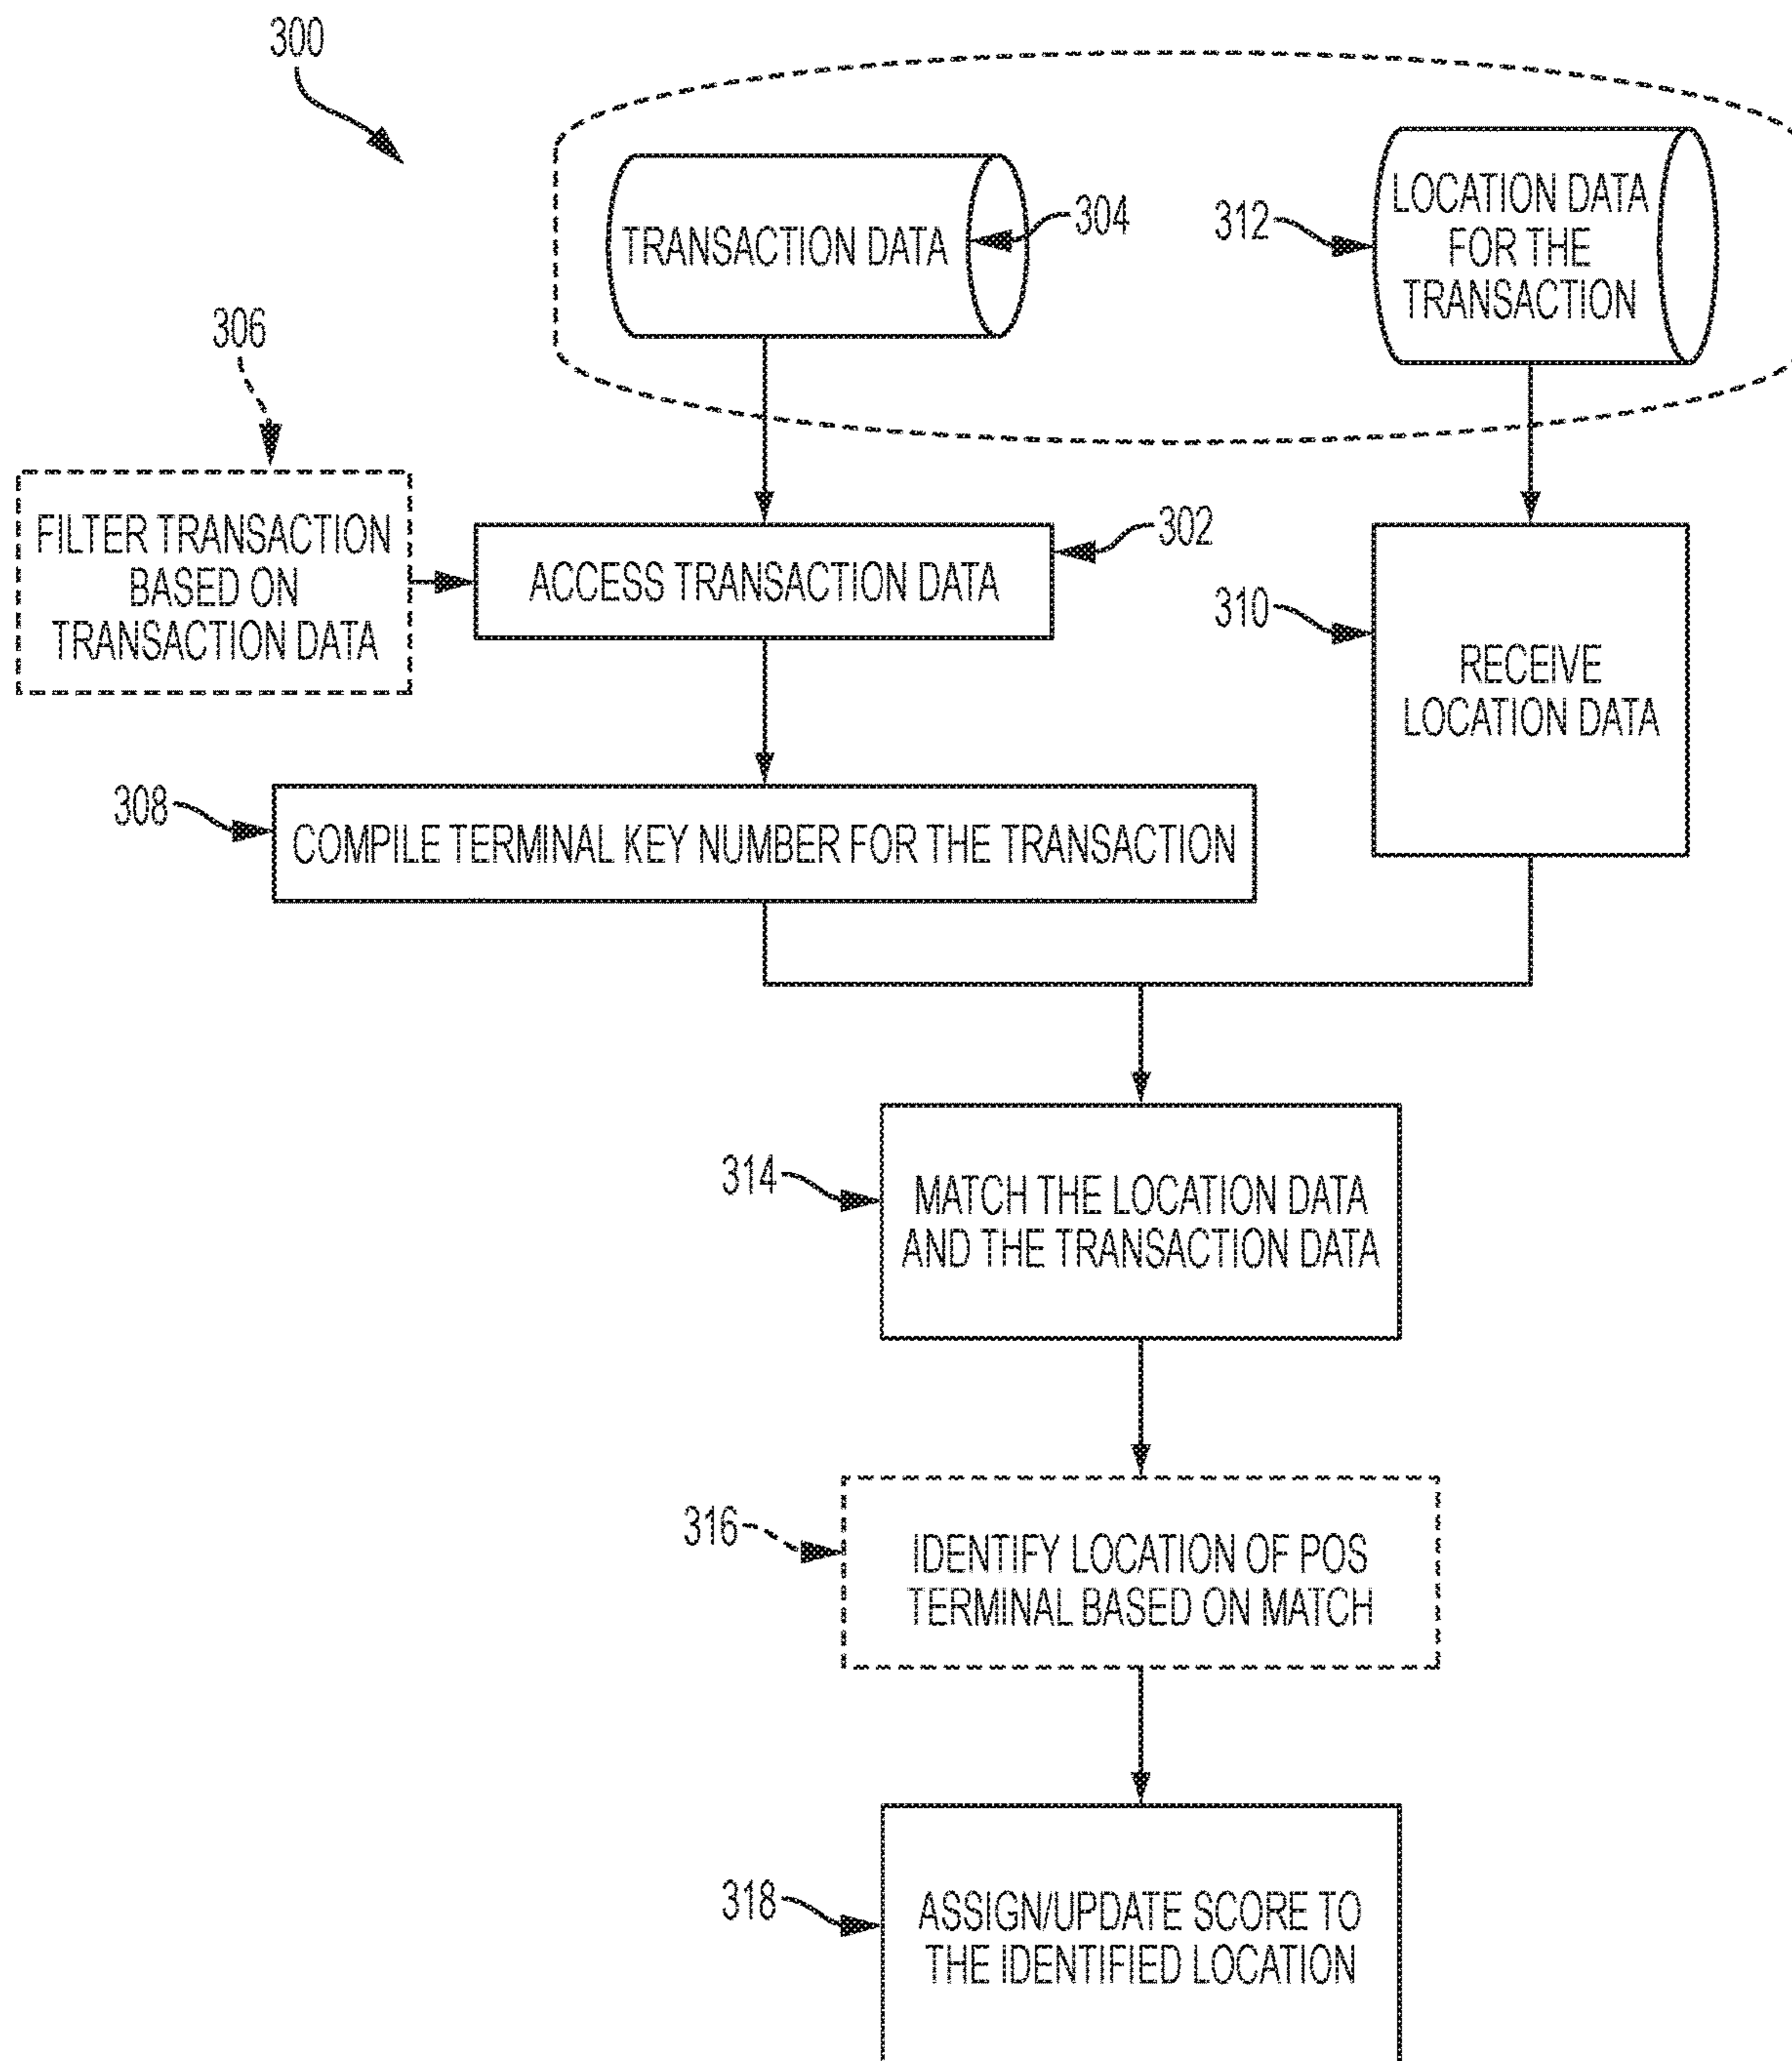 300
TRANSACTION DATA
304
312
LOCATION DATA
FOR THE
TRANSACTION
306
FILTER TRANSACTION
BASED ON
TRANSACTION DATA
ACCESS TRANSACTION DATA
302
310
RECEIVE
LOCATION DATA
308
COMPILE TERMINAL KEY NUMBER FOR THE TRANSACTION
314
MATCH THE LOCATION DATA
AND THE TRANSACTION DATA
316
IDENTIFY LOCATION OF POS
TERMINAL BASED ON MATCH
318
ASSIGN/UPDATE SCORE TO
THE IDENTIFIED LOCATION